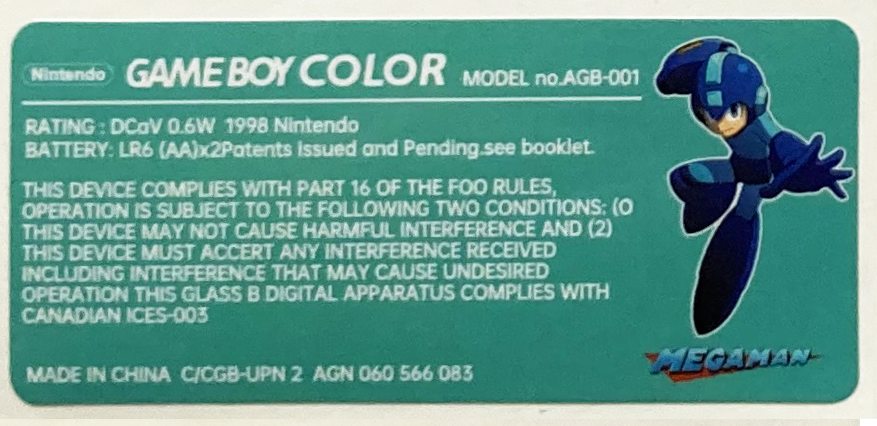 Nintendo GAME BOY COLOR MODEL no.AGB-001
RATING : DCaV 0.6W 1998 Nintendo
BATTERY: LR6 (AA)x2Patents Issued and Pending.see booklet.
THIS DEVICE COMPLIES WITH PART 16 OF THE FOO RULES,
OPERATION IS SUBJECT TO THE FOLLOWING TWO CONDITIONS: (O
THIS DEVICE MAY NOT CAUSE HARMFUL INTERFERENCE AND (2)
THIS DEVICE MUST ACCERT ANY INTERFERENCE RECEIVED
INCLUDING INTERFERENCE THAT MAY CAUSE UNDESIRED
OPERATION THIS GLASS B DIGITAL APPARATUS COMPLIES WITH
CANADIAN ICES-003
MEGAMAN
MADE IN CHINA C/CGB-UPN 2 AGN 060 566 083